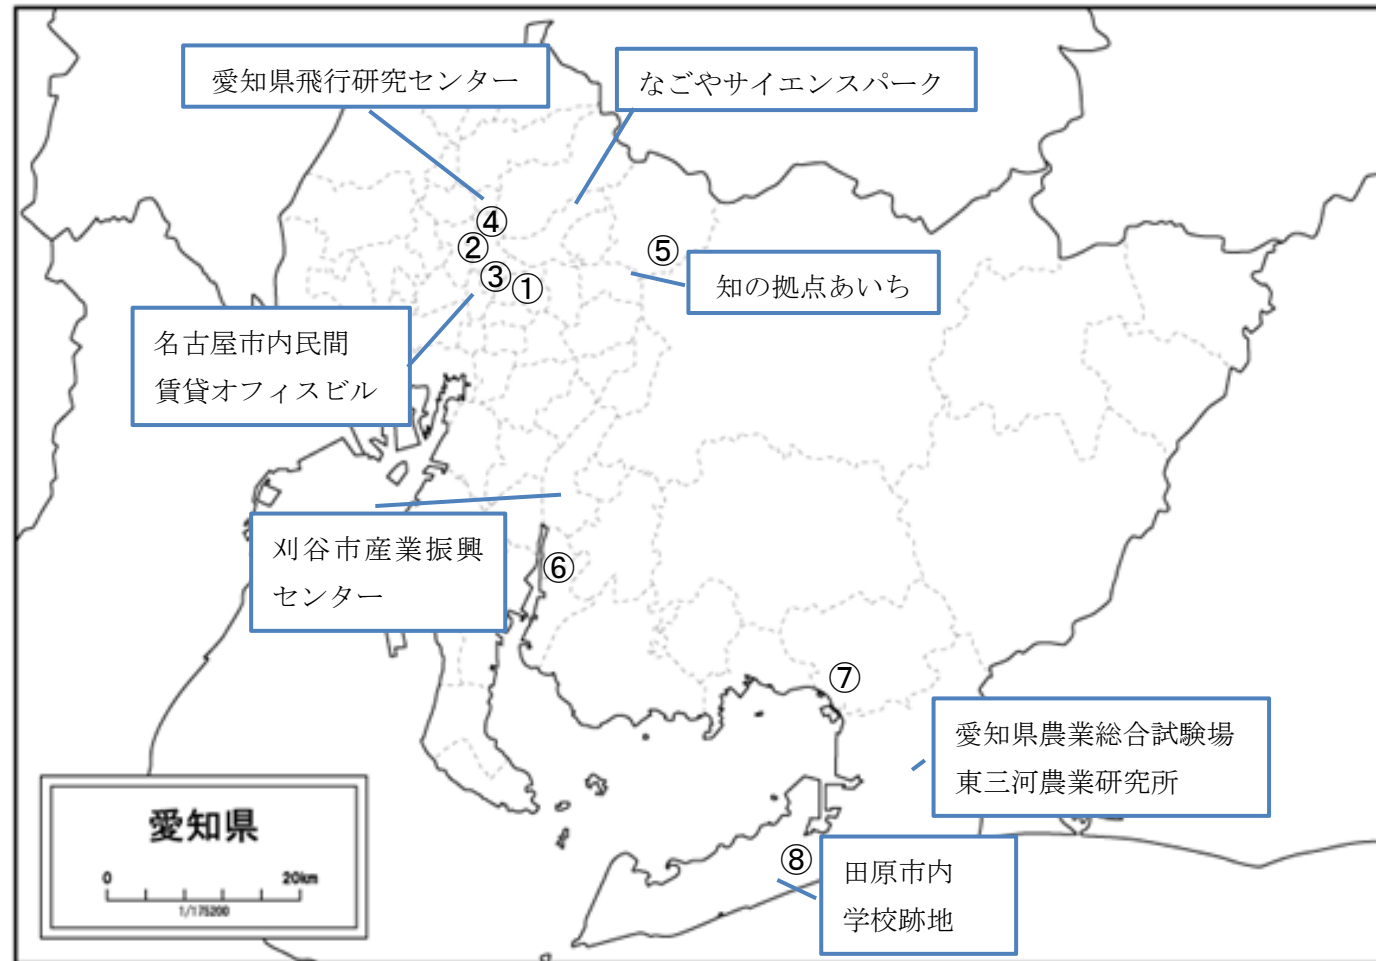 愛知県飛行研究センター
なごやサイエンスパーク
④
②
⑤
③
①
知の拠点あいち
名古屋市内民間
賃貸オフィスビル
刈谷市産業振興
センター
⑥
⑦
愛知県農業総合試験場
東三河農業研究所
愛知県
0
20km
1/175200
⑧
田原市内
学校跡地